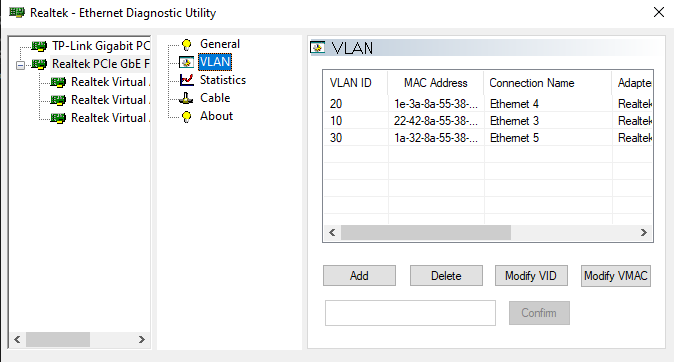 Realtek - Ethernet Diagnostic Utility
TP-Link Gigabit PC
Realtek PCIe GbE F
Realtek Virtual
Realtek Virtual
Realtek Virtual
General
VLAN
Statistics
Cable
About
VLAN
VLAN ID MAC Address Connection Name Adapte
20 1e-3a-8a-55-38-... Ethernet 4 Realtek
10 22-42-8a-55-38-... Ethernet 3 Realtek
30 1a-32-8a-55-38-... Ethernet 5 Realtek
Add Delete Modify VID Modify VMAC
Confirm